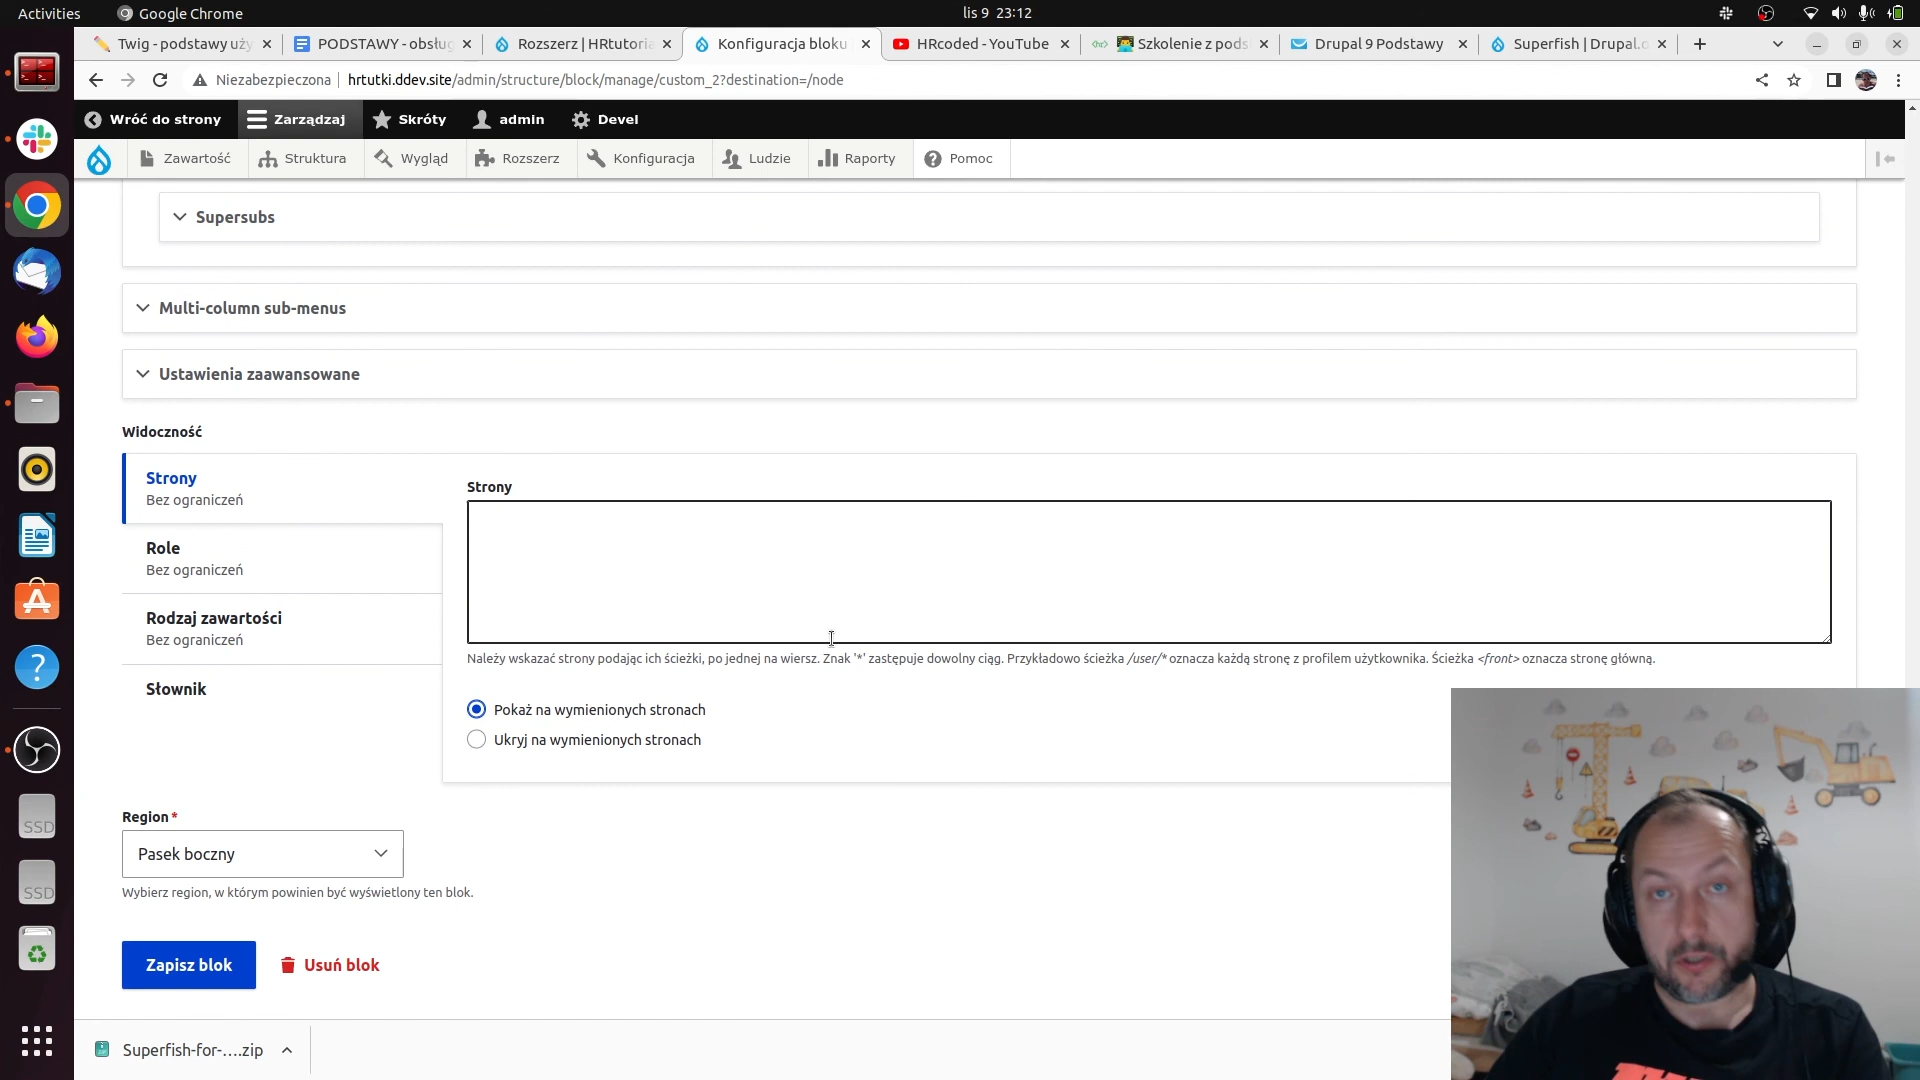 Activities
Google Chrome
lis 9 23:12
Twig - podstawy uży
PODSTAWY - obsług
Rozszerz | HRtutoria
Konfiguracja bloku
HRcoded - YouTube
Szkolenie z pods
Drupal 9 Podstawy
Superfish | Drupal.o
Niezabezpieczona
hrtutki.ddev.site/admin/structure/block/manage/custom_2?destination=/node
Wróć do strony
Zarządzaj
Skróty
admin
Devel
Zawartość
Struktura
Wygląd
Rozszerz
Konfiguracja
Ludzie
Raporty
Pomoc
Supersubs
Multi-column sub-menus
Ustawienia zaawansowane
Widoczność
Strony
Bez ograniczeń
Role
Bez ograniczeń
Rodzaj zawartości
Bez ograniczeń
Słownik
Strony
Należy wskazać strony podając ich ścieżki, po jednej na wiersz. Znak '*' zastępuje dowolny ciąg. Przykładowo ścieżka /user/* oznacza każdą stronę z profilem użytkownika. Ścieżka <front> oznacza stronę główną.
Pokaż na wymienionych stronach
Ukryj na wymienionych stronach
Region *
Pasek boczny
Wybierz region, w którym powinien być wyświetlony ten blok.
Zapisz blok
Usuń blok
SSD
SSD
Superfish-for-....zip